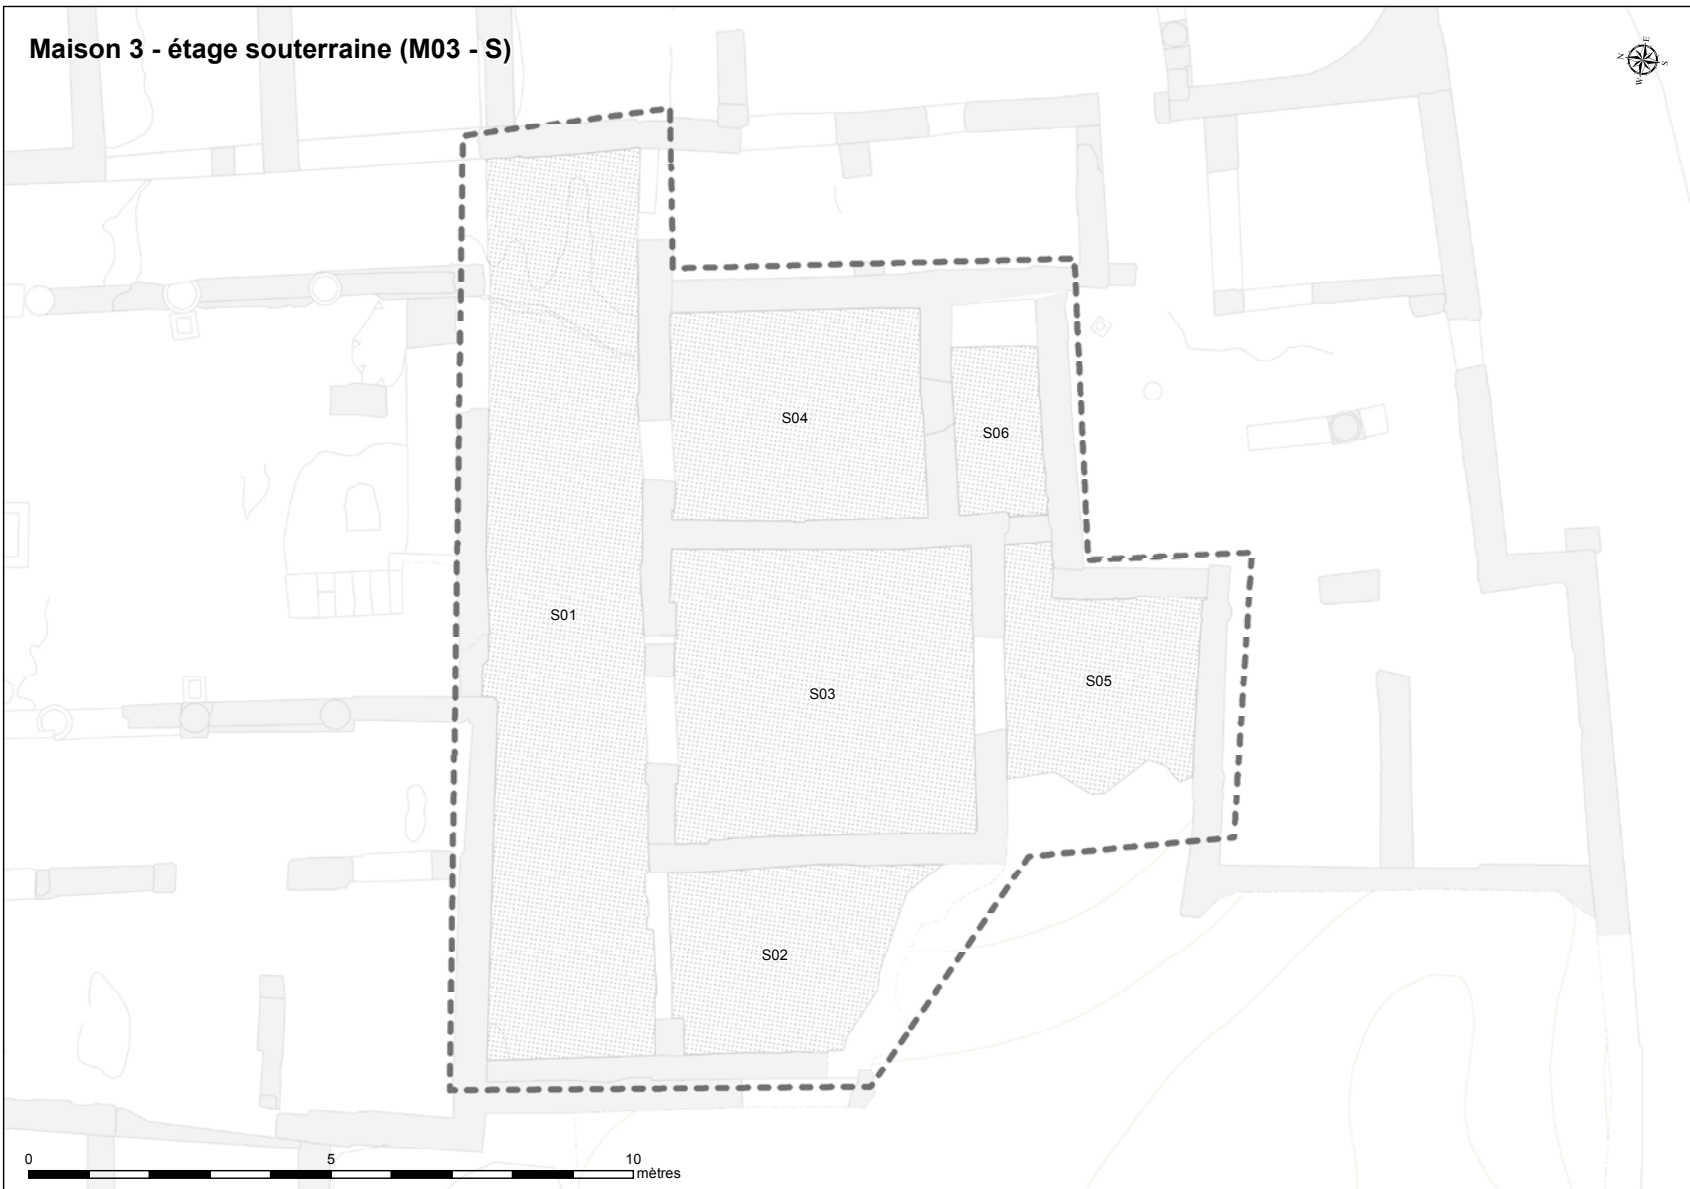 Maison 3 - étage souterraine (M03 - S)
N E
W S
S04
S06
S01
S05
S03
S02
0 5 10
mètres